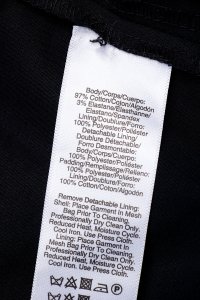 Body/Corps/Cuerpo:
97% Cotton/Coton/Algodón
3% Elastane/Élasthanne/
Elastano/Spandex
Lining/Doublure/Forro:
100% Polyester/Poliéster
Detachable Lining/
Doublure Détachable/
Forro Desmontable:
Body/Corps/Cuerpo:
100% Polyester/Poliéster
Padding/Remplissage/Relleno:
100% Polyester/Poliéster
Lining/Doublure/Forro:
100% Cotton/Coton/Algodón
Remove Detachable Lining:
Shell: Place Garment In Mesh
Bag Prior To Cleaning.
Professionally Dry Clean Only.
Reduced Heat, Moisture Cycle.
Cool Iron. Use Press Cloth.
Lining: Place Garment In
Mesh Bag Prior To Cleaning.
Professionally Dry Clean Only.
Reduced Heat, Moisture Cycle.
Cool Iron. Use Press Cloth.